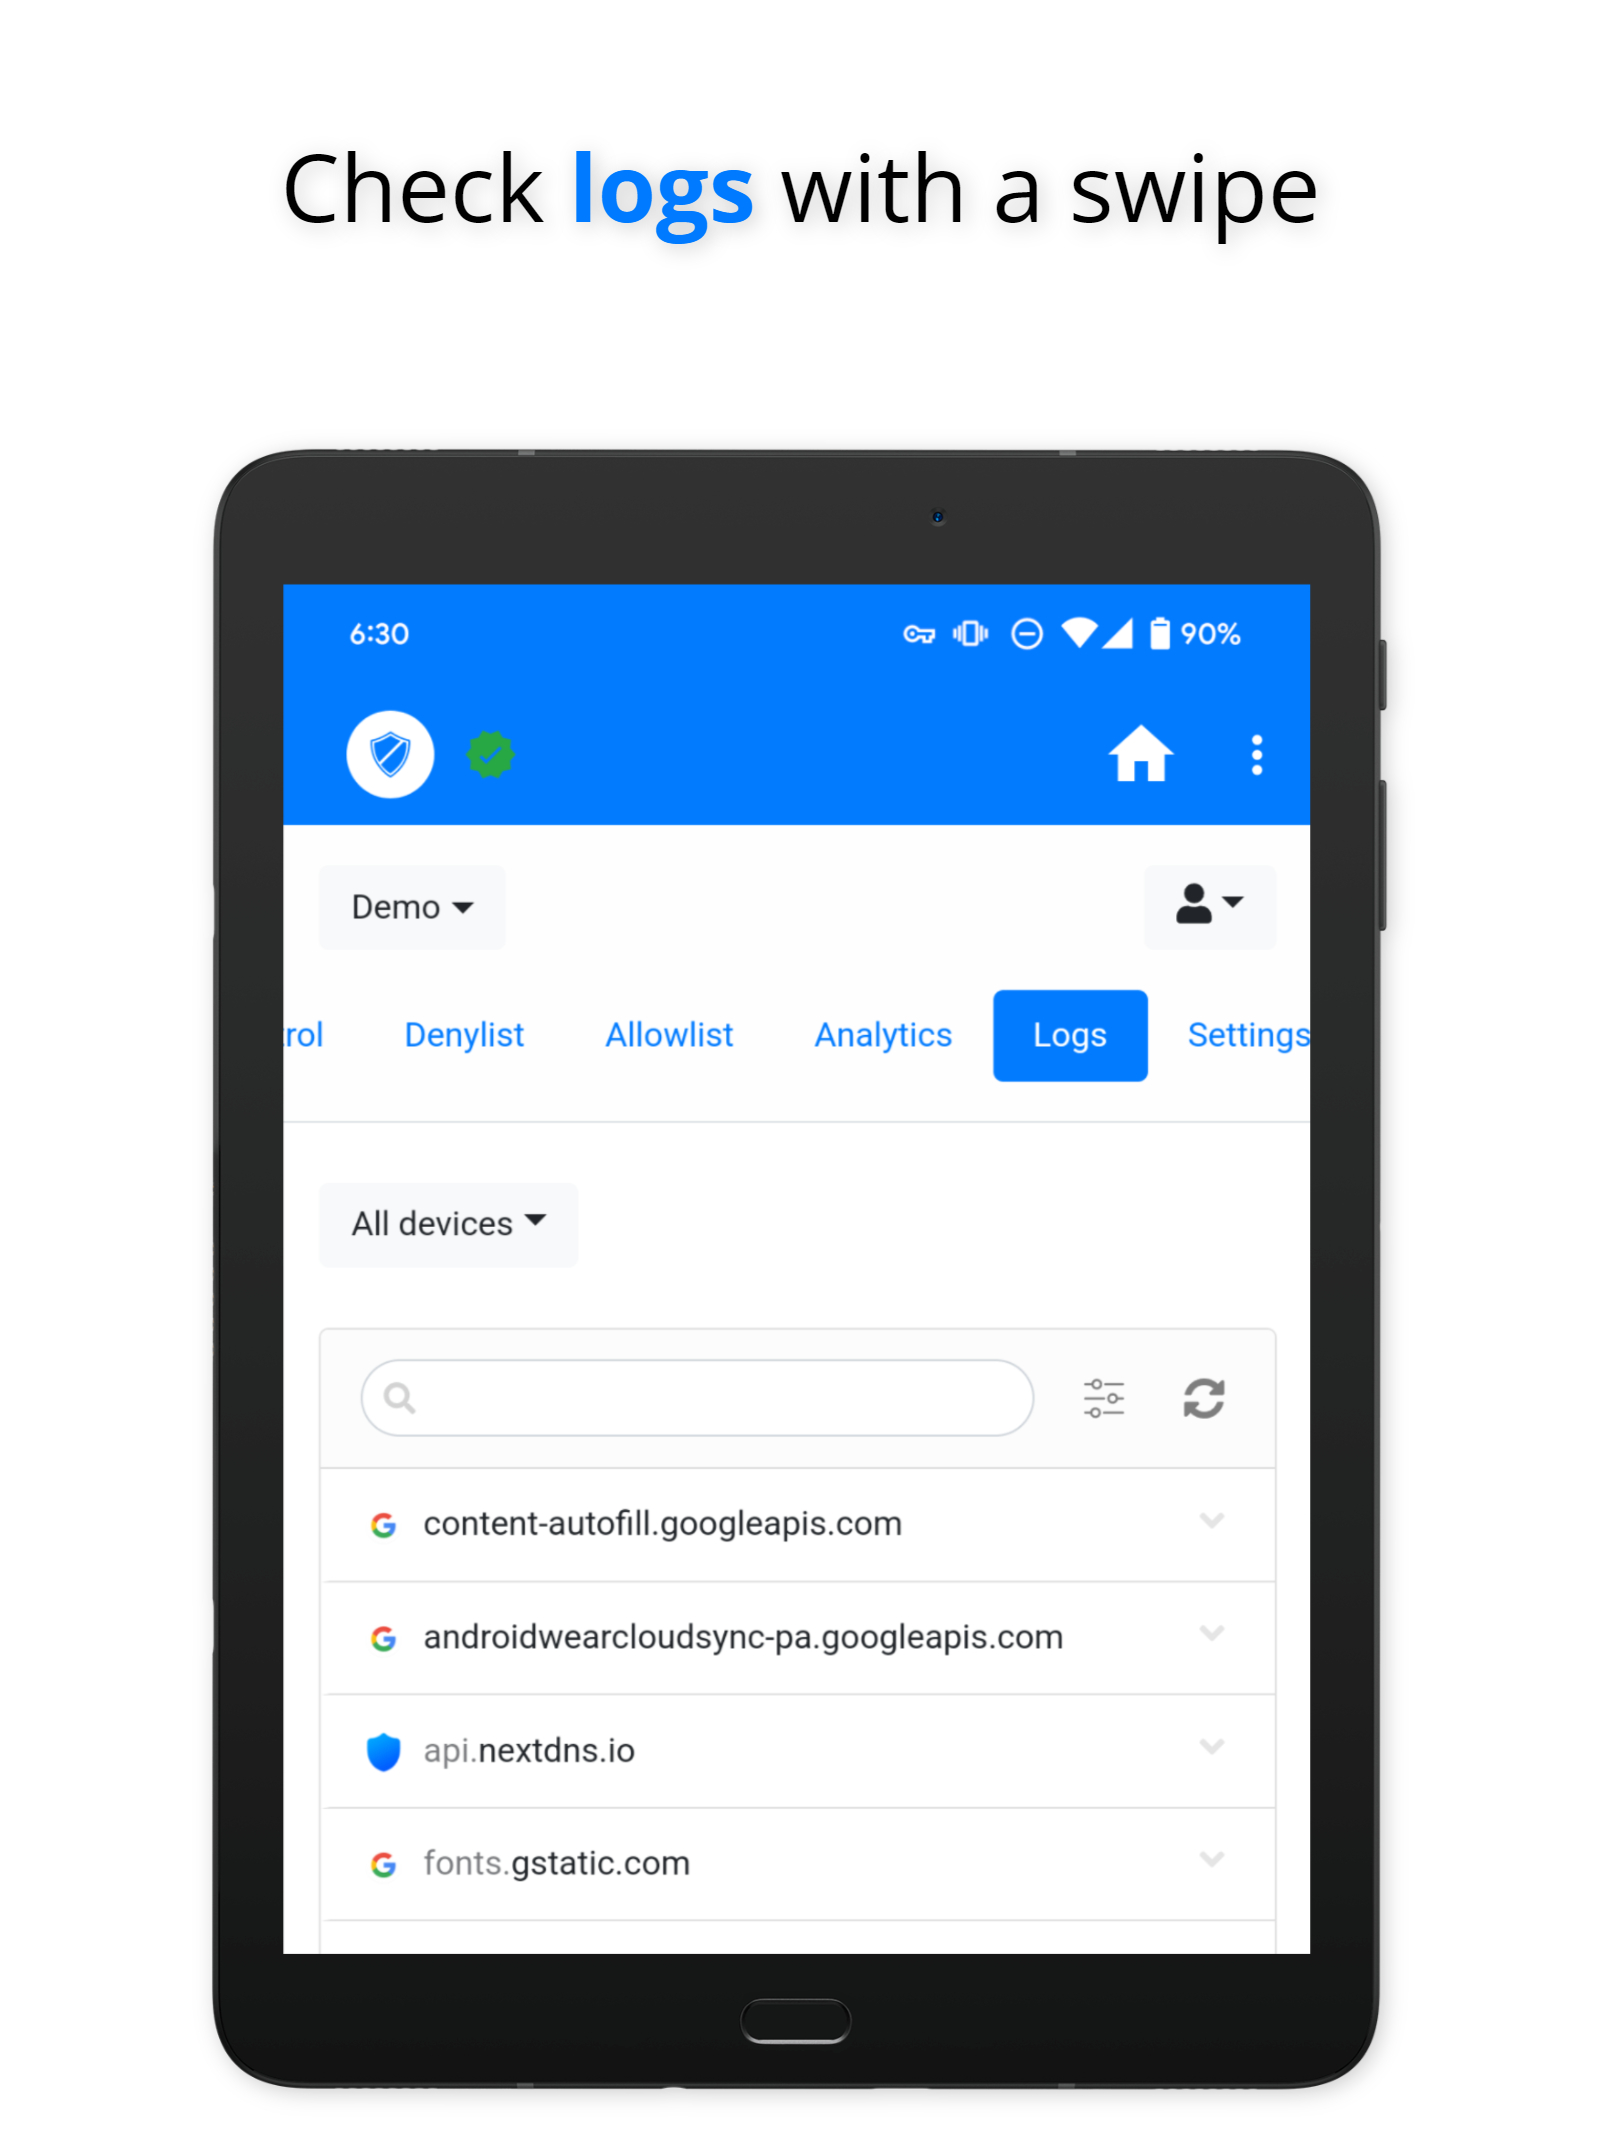 Check logs with a swipe
6:30 90%
Demo
rol Denylist Allowlist Analytics Logs Settings
All devices
content-autofill.googleapis.com
androidwearcloudsync-pa.googleapis.com
api.nextdns.io
fonts.gstatic.com